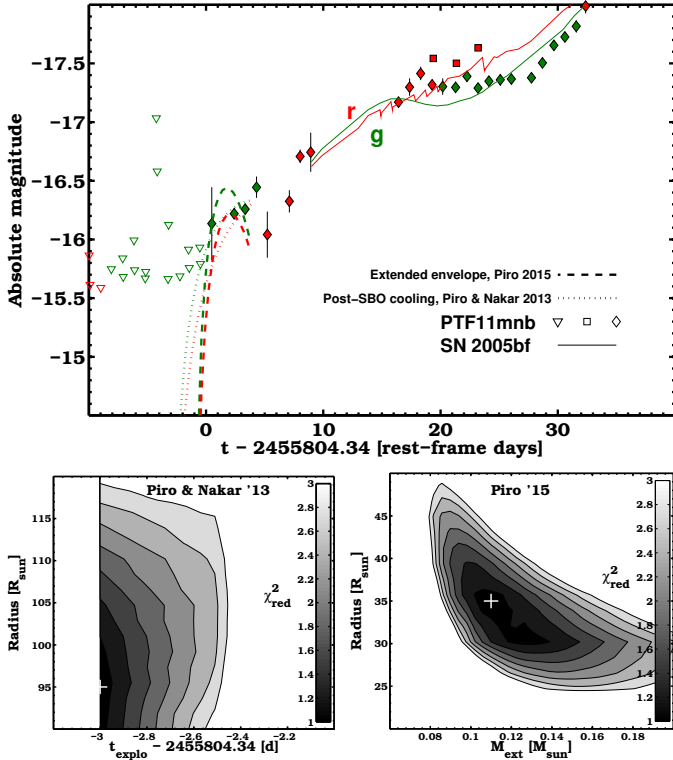 Absolute magnitude
−17.5
−17
−16.5
−16
−15.5
−15
r
g
Extended envelope, Piro 2015
Post−SBO cooling, Piro & Nakar 2013
PTF11mnb
SN 2005bf
−10 0 10 20 30
t − 2455804.34 [rest−frame days]
Piro & Nakar '13
Radius [R_sun]
115
105
100
95
χ²_red
3
2.8
2.6
2.4
2.2
2
1.8
1.6
1.4
1.2
1
−3 −2.8 −2.6 −2.4 −2.2 −2
t_explo − 2455804.34 [d]
Piro '15
Radius [R_sun]
45
40
35
30
25
χ²_red
3
2.8
2.6
2.4
2.2
2
1.8
1.6
1.4
1.2
1
0.08 0.1 0.12 0.14 0.16 0.18
M_ext [M_sun]